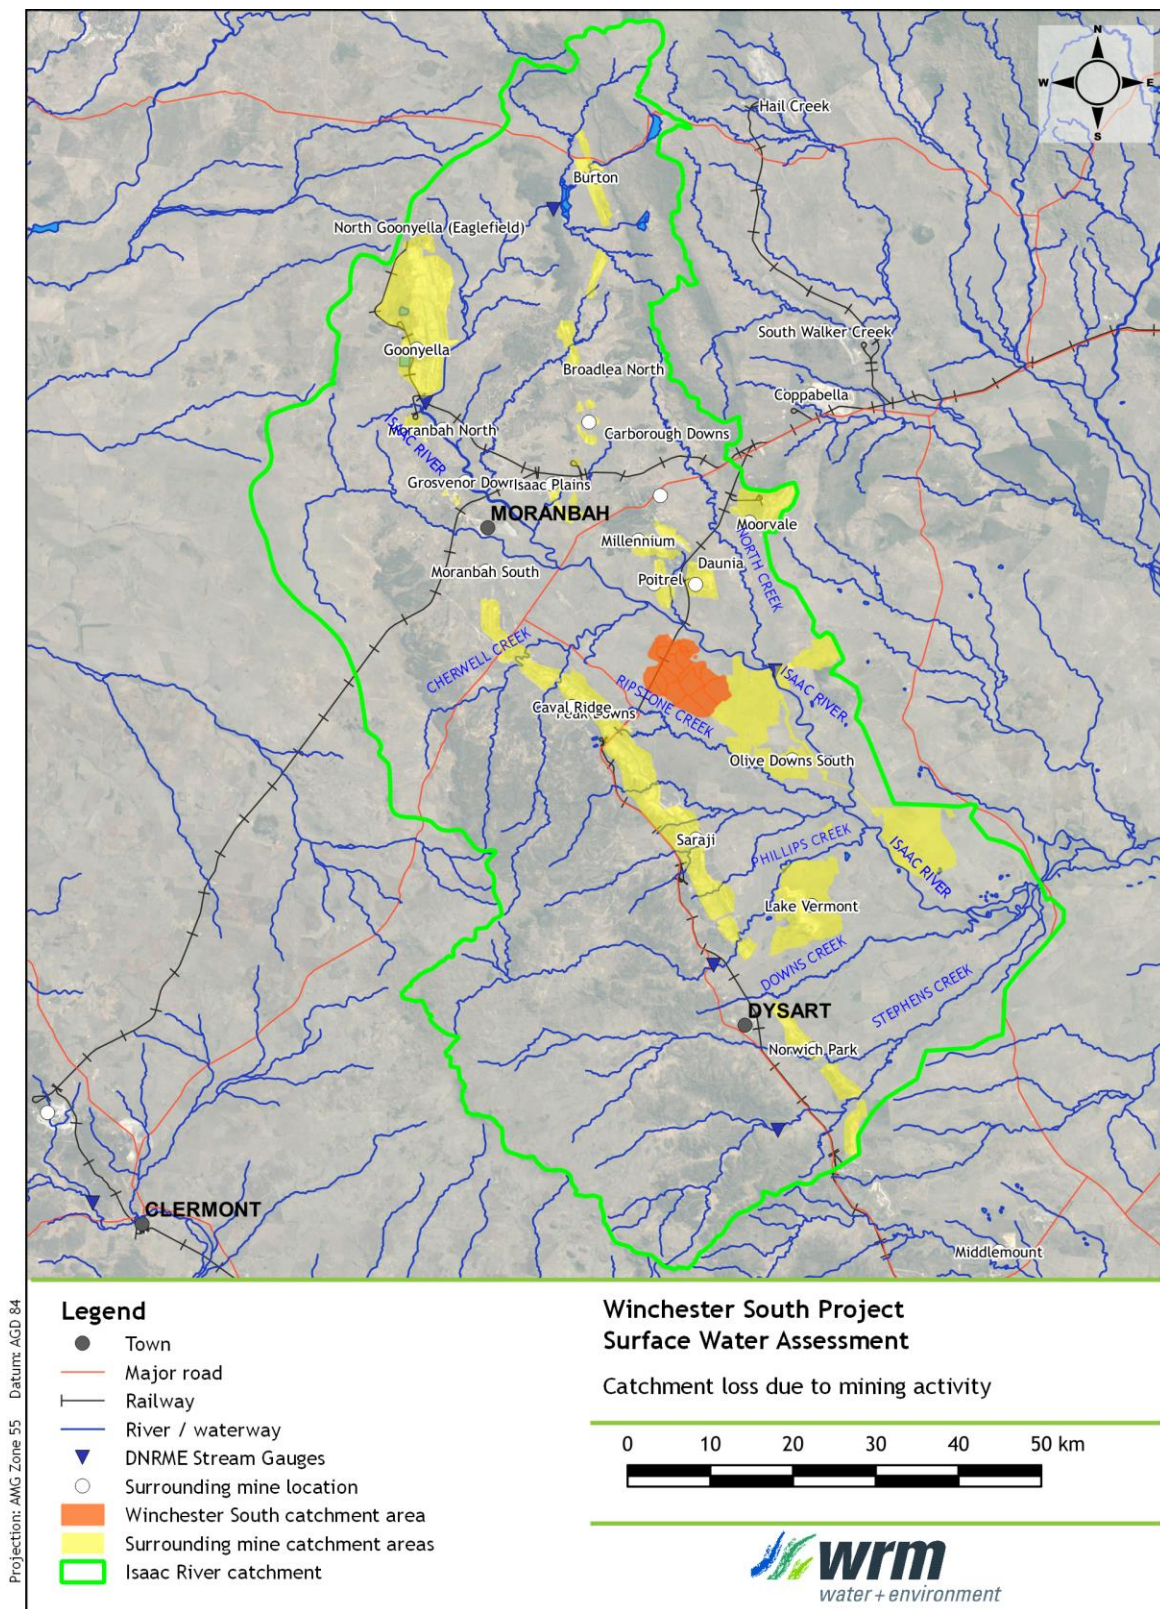 N
W
E
S
Hail Creek
Burton
North Goonyella (Eaglefield)
South Walker Creek
Goonyella
Broadlea North
Coppabella
Moranbah North
Carborough Downs
ISAAC RIVER
Grosvenor Downs
Isaac Plains
MORANBAH
Moorvale
Millennium
NORTH CREEK
Daunia
Moranbah South
Poitrel
CHERWELL CREEK
RIPSTONE CREEK
ISAAC RIVER
Caval Ridge
Peak Downs
Olive Downs South
Saraji
PHILLIPS CREEK
ISAAC RIVER
Lake Vermont
DOWNS CREEK
STEPHENS CREEK
DYSART
Norwich Park
CLERMONT
Middlemount
Projection: AMG Zone 55 Datum: AGD 84
Legend
Town
Major road
Railway
River / waterway
DNRME Stream Gauges
Surrounding mine location
Winchester South catchment area
Surrounding mine catchment areas
Isaac River catchment
Winchester South Project
Surface Water Assessment
Catchment loss due to mining activity
0 10 20 30 40 50 km
wrm
water + environment